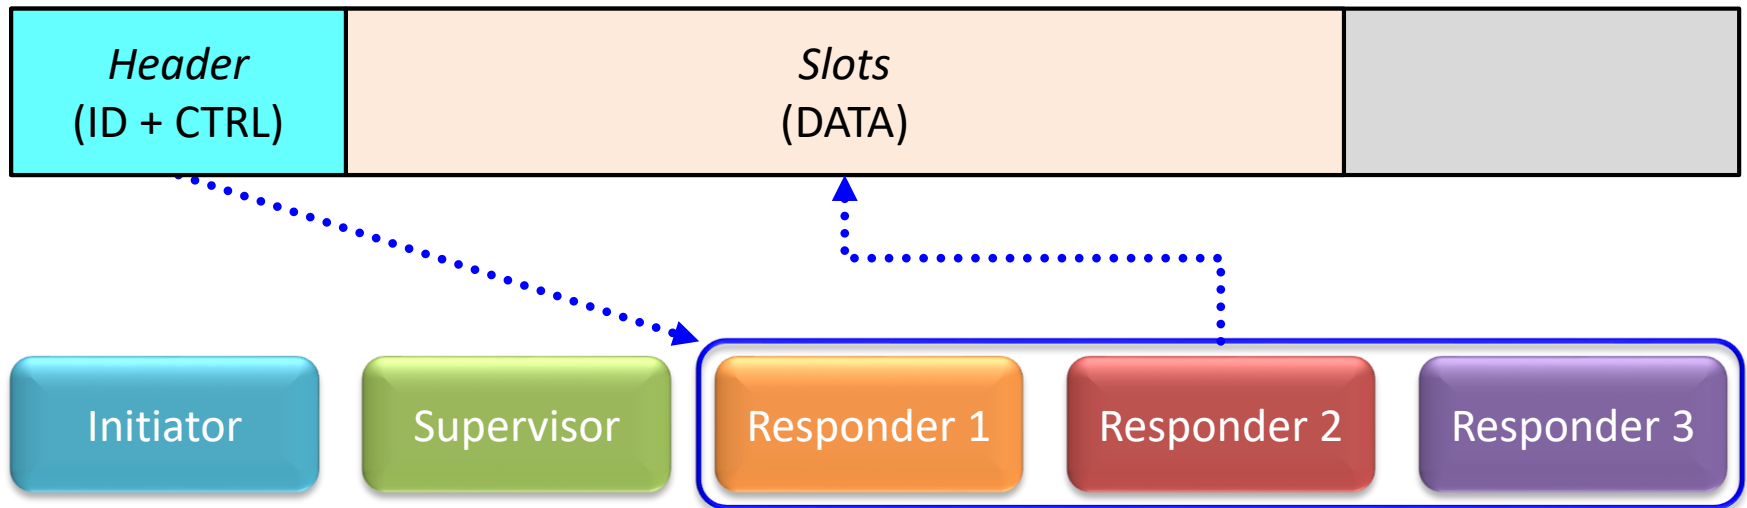 Header
(ID + CTRL)
Slots
(DATA)
Initiator
Supervisor
Responder 1
Responder 2
Responder 3